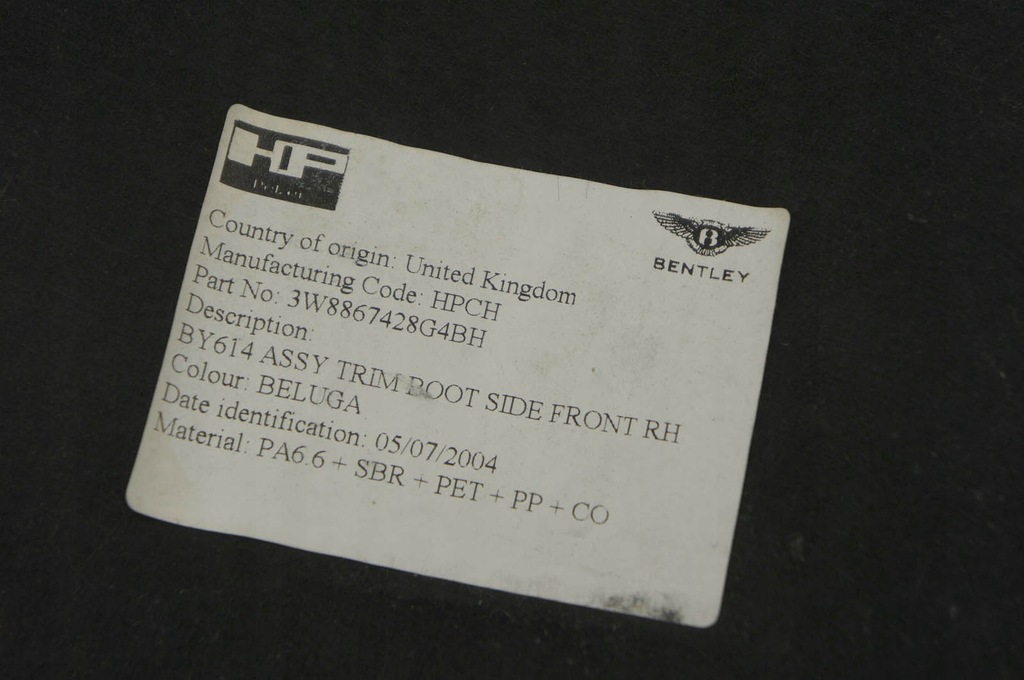 HP
Pelzer
B
BENTLEY
Country of origin: United Kingdom
Manufacturing Code: HPCH
Part No: 3W8867428G4BH
Description:
BY614 ASSY TRIM BOOT SIDE FRONT RH
Colour: BELUGA
Date identification: 05/07/2004
Material: PA6.6 + SBR + PET + PP + CO